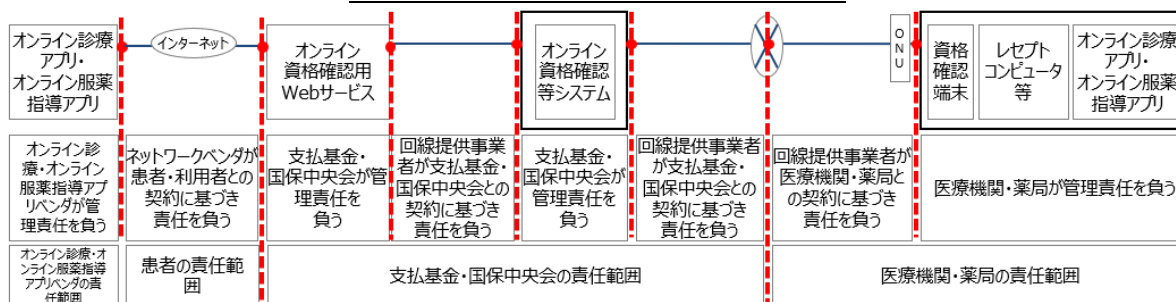 オンライン診療
アプリ・
オンライン服薬
指導アプリ
インターネット
オンライン
資格確認用
Webサービス
オンライン
資格確認
等システム
ONU
資格
確認
端末
レセプト
コンピュータ
等
オンライン診療
アプリ・
オンライン服薬
指導アプリ
オンライン診
療・オンライン
服薬指導アプ
リベンダが管
理責任を負う
ネットワークベンダが
患者・利用者との
契約に基づき
責任を負う
支払基金・
国保中央会が管
理責任を
負う
回線提供事業
者が支払基金・
国保中央会との
契約に基づき
責任を負う
支払基金・
国保中央会が
管理責任を
負う
回線提供事業者
が支払基金・
国保中央会との
契約に基づき
責任を負う
回線提供事業者が
医療機関・薬局と
の契約に基づき
責任を負う
医療機関・薬局が管理責任を負う
オンライン診療・オ
ンライン服薬指導
アプリベンダの責
任範囲
患者の責任範
囲
支払基金・国保中央会の責任範囲
医療機関・薬局の責任範囲